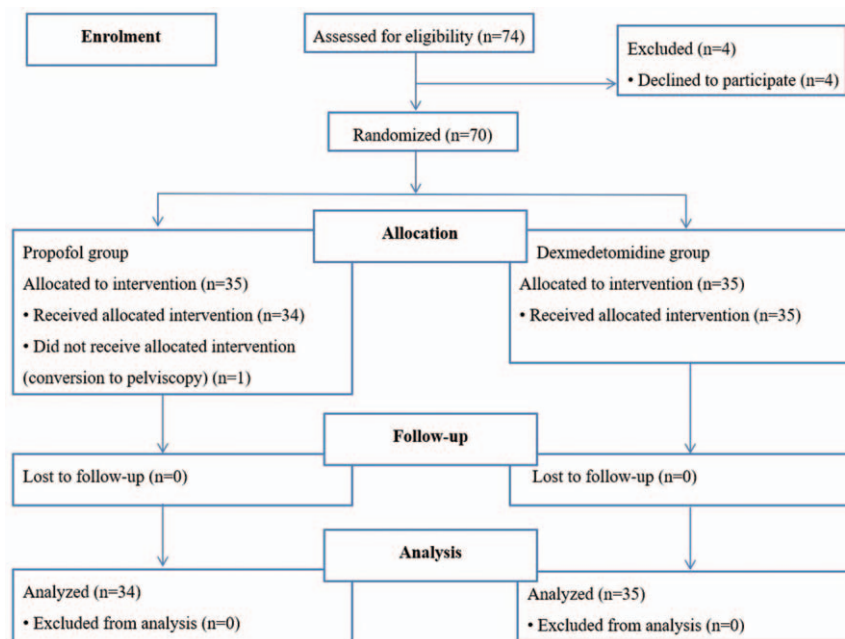 Enrolment
Assessed for eligibility (n=74)
Excluded (n=4)
• Declined to participate (n=4)
Randomized (n=70)
Allocation
Propofol group
Allocated to intervention (n=35)
• Received allocated intervention (n=34)
• Did not receive allocated intervention
(conversion to pelviscopy) (n=1)
Dexmedetomidine group
Allocated to intervention (n=35)
• Received allocated intervention (n=35)
Follow-up
Lost to follow-up (n=0)
Lost to follow-up (n=0)
Analysis
Analyzed (n=34)
• Excluded from analysis (n=0)
Analyzed (n=35)
• Excluded from analysis (n=0)